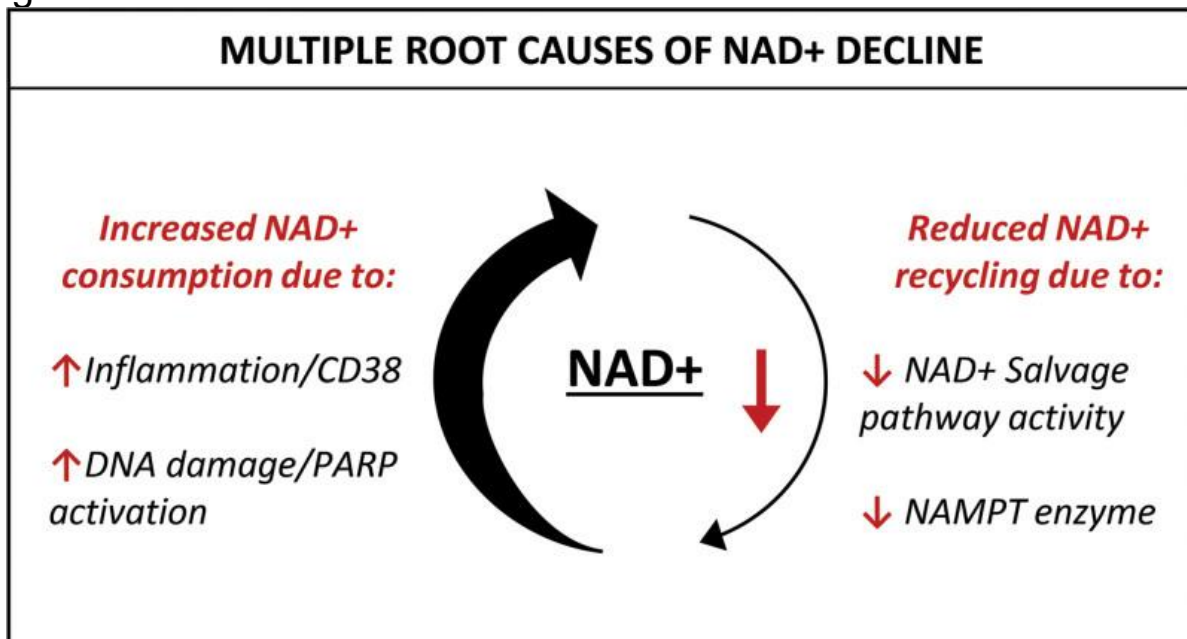 MULTIPLE ROOT CAUSES OF NAD+ DECLINE
Increased NAD+
consumption due to:
↑Inflammation/CD38
↑DNA damage/PARP
activation
NAD+
Reduced NAD+
recycling due to:
↓ NAD+ Salvage
pathway activity
↓ NAMPT enzyme